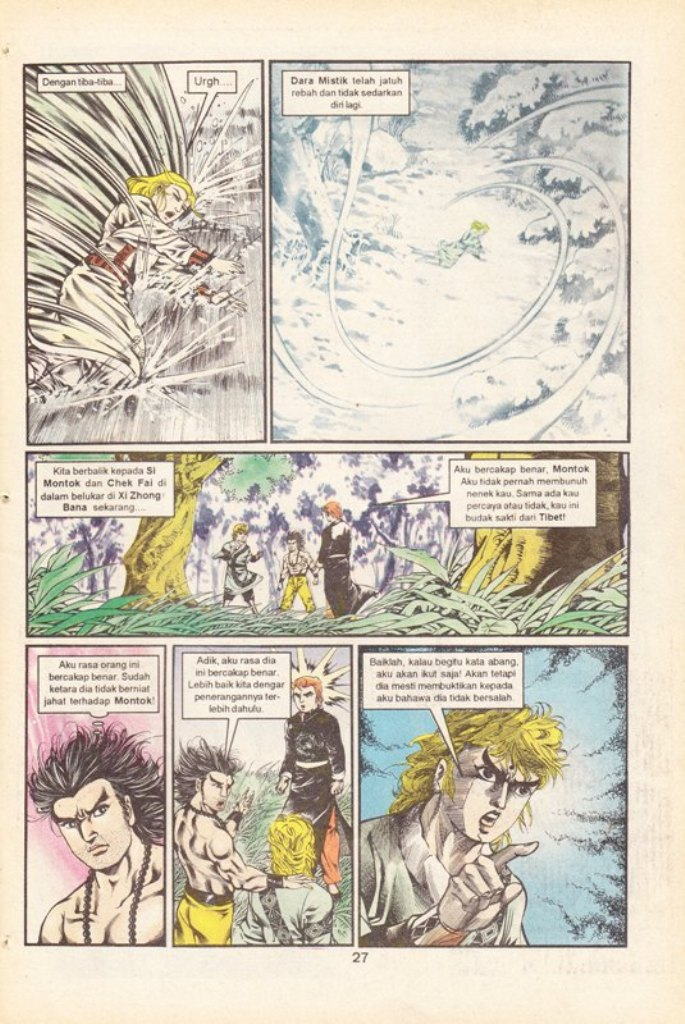 Dengan tiba-tiba...
Urgh....
Dara Mistik telah jatuh
rebah dan tidak sedarkan
diri lagi.
Kita berbalik kepada Si
Montok dan Chek Fai di
dalam belukar di Xi Zhong
Bana sekarang....
Aku bercakap benar, Montok
Aku tidak pernah membunuh
nenek kau. Sama ada kau
percaya atau tidak, kau ini
budak sakti dari Tibet!
Aku rasa orang ini
bercakap benar. Sudah
ketara dia tidak berniat
jahat terhadap Montok!
Adik, aku rasa dia
ini bercakap benar.
Lebih baik kita dengar
penerangannya ter-
lebih dahulu.
Baiklah, kalau begitu kata abang,
aku akan ikut saja! Akan tetapi
dia mesti membuktikan kepada
aku bahawa dia tidak bersalah.
27